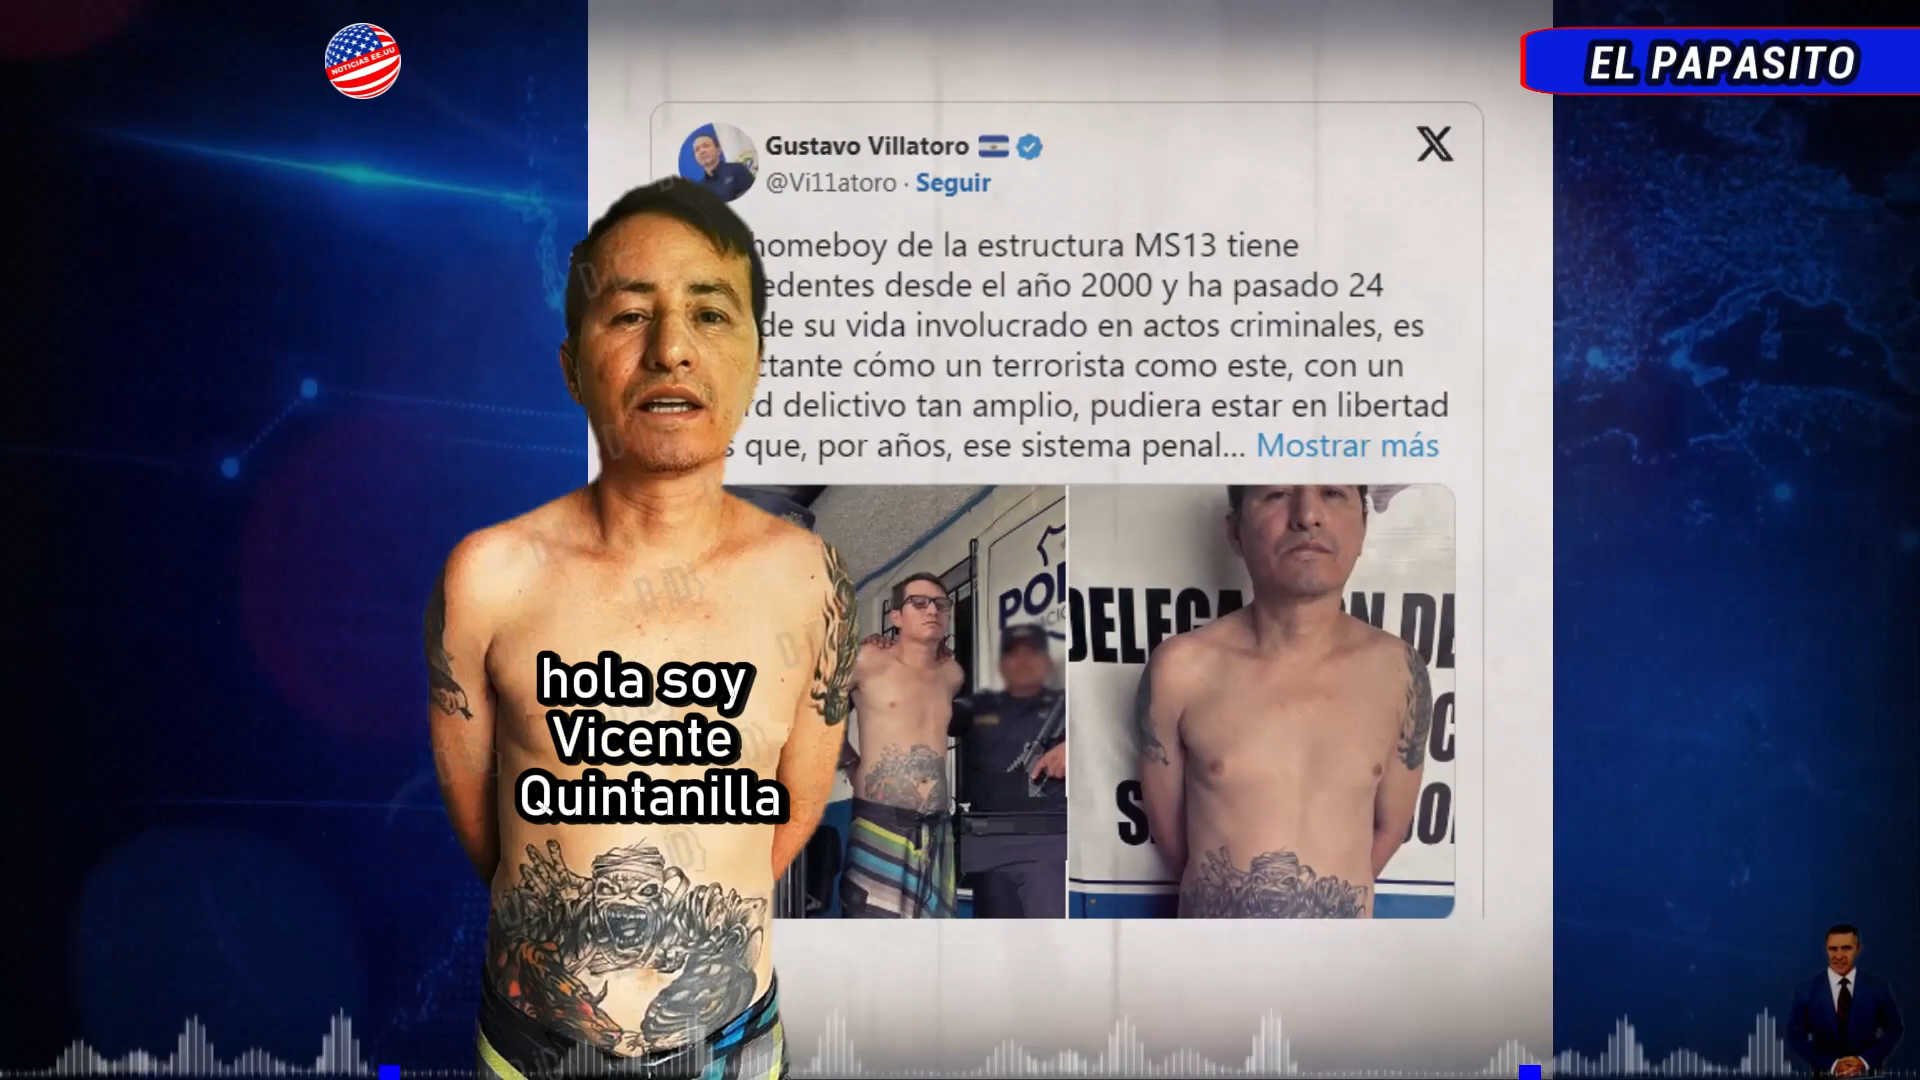 NOTICIAS EE.UU
EL PAPASITO
Gustavo Villatoro
@Vi11atoro · Seguir
homeboy de la estructura MS13 tiene
edentes desde el año 2000 y ha pasado 24
de su vida involucrado en actos criminales, es
ctante cómo un terrorista como este, con un
rd delictivo tan amplio, pudiera estar en libertad
s que, por años, ese sistema penal... Mostrar más
hola soy
Vicente
Quintanilla